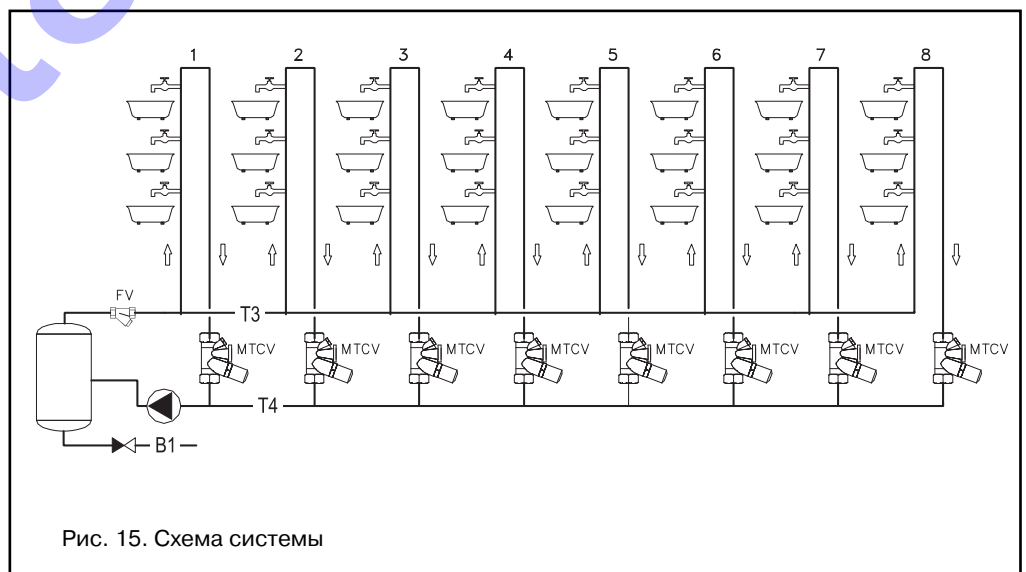 1 2 3 4 5 6 7 8
FV
T3
MTCV MTCV MTCV MTCV MTCV MTCV MTCV MTCV
T4
B1
Рис. 15. Схема системы